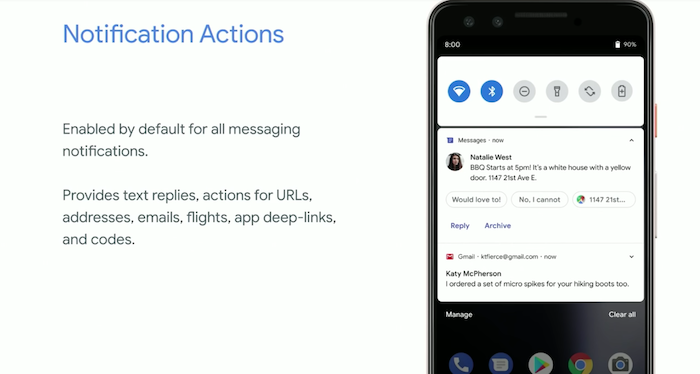 Notification Actions
Enabled by default for all messaging
notifications.
Provides text replies, actions for URLs,
addresses, emails, flights, app deep-links,
and codes.
8:00
90%
Messages · now
Natalie West
BBQ Starts at 5pm! It's a white house with a yellow
door. 1147 21st Ave E.
Would love to!
No, I cannot
1147 21st...
Reply
Archive
Gmail · ktfierce@gmail.com · now
Katy McPherson
I ordered a set of micro spikes for your hiking boots too.
Manage
Clear all